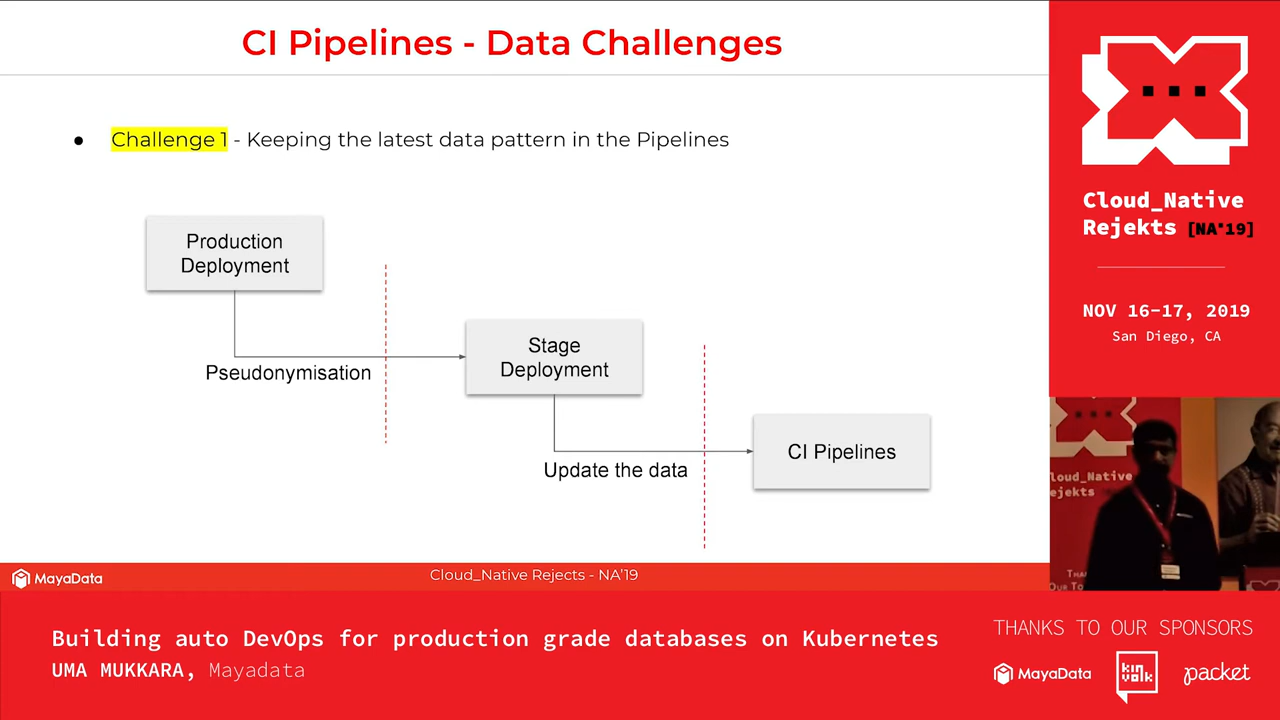 CI Pipelines - Data Challenges
● Challenge 1 - Keeping the latest data pattern in the Pipelines
Production
Deployment
Pseudonymisation
Stage
Deployment
Update the data
CI Pipelines
MayaData
Cloud_Native Rejects - NA'19
Cloud_Native
Rejekts [NA'19]
NOV 16-17, 2019
San Diego, CA
loud_Native
ejekts
Building auto DevOps for production grade databases on Kubernetes
UMA MUKKARA, Mayadata
THANKS TO OUR SPONSORS
MayaData
kinvolk
packet